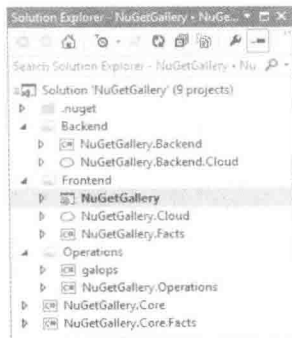 Solution Explorer - NuGetGallery • NuGe...
Search Solution Explorer - NuGetGallery • Nu
Solution 'NuGetGallery' (9 projects)
.nuget
Backend
C# NuGetGallery.Backend
NuGetGallery.Backend.Cloud
Frontend
NuGetGallery
NuGetGallery.Cloud
C# NuGetGallery.Facts
Operations
C# galops
C# NuGetGallery.Operations
C# NuGetGallery.Core
C# NuGetGallery.Core.Facts